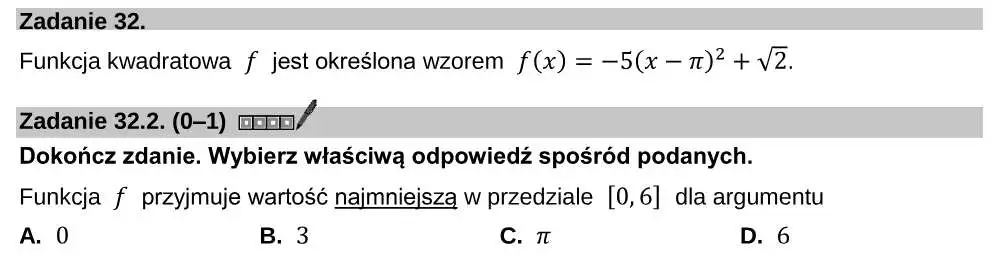 Zadanie 32.
Funkcja kwadratowa f jest określona wzorem f(x) = −5(x − π)² + √2.
Zadanie 32.2. (0–1)
Dokończ zdanie. Wybierz właściwą odpowiedź spośród podanych.
Funkcja f przyjmuje wartość najmniejszą w przedziale [0, 6] dla argumentu
A. 0 B. 3 C. π D. 6